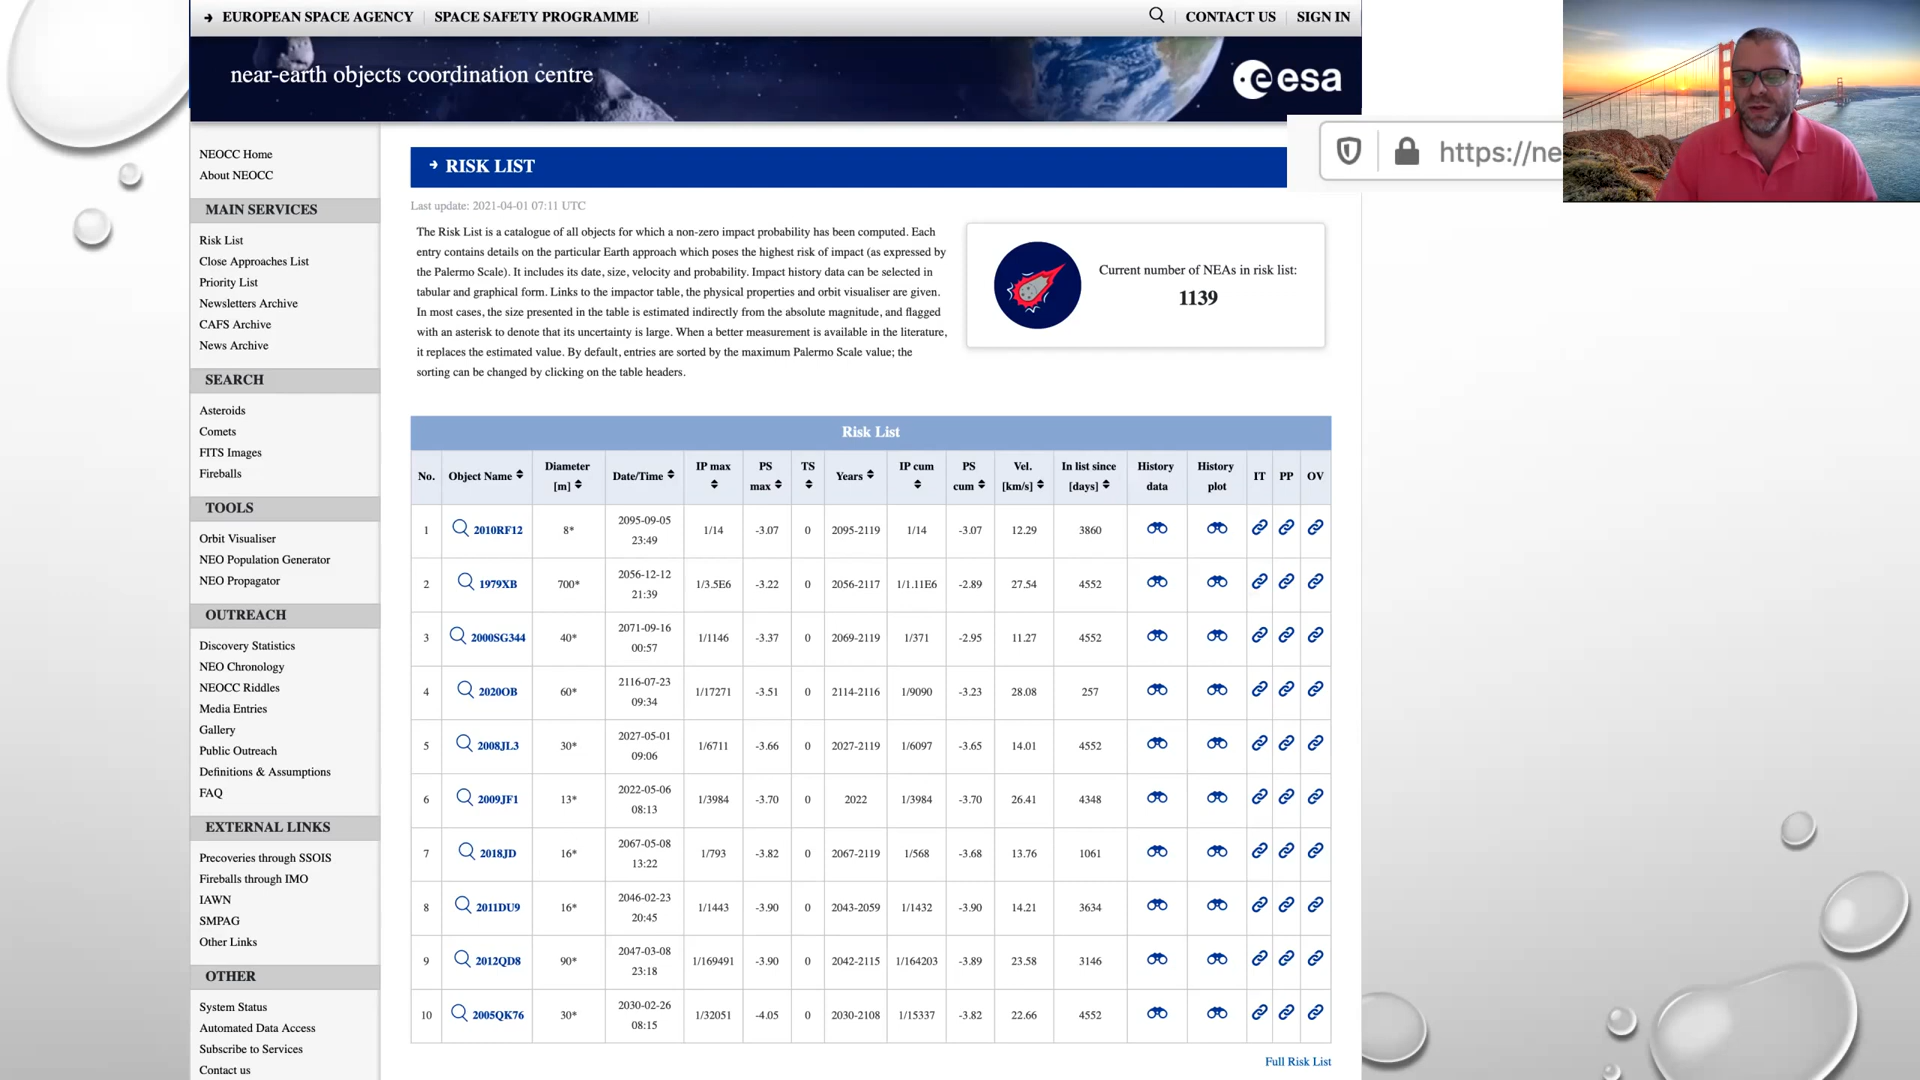 ➔ EUROPEAN SPACE AGENCY SPACE SAFETY PROGRAMME CONTACT US SIGN IN
near-earth objects coordination centre
esa
https://ne
NEOCC Home
About NEOCC
MAIN SERVICES
Risk List
Close Approaches List
Priority List
Newsletters Archive
CAFS Archive
News Archive
SEARCH
Asteroids
Comets
FITS Images
Fireballs
TOOLS
Orbit Visualiser
NEO Population Generator
NEO Propagator
OUTREACH
Discovery Statistics
NEO Chronology
NEOCC Riddles
Media Entries
Gallery
Public Outreach
Definitions & Assumptions
FAQ
EXTERNAL LINKS
Precoveries through SSOIS
Fireballs through IMO
IAWN
SMPAG
Other Links
OTHER
System Status
Automated Data Access
Subscribe to Services
Contact us
➔ RISK LIST
Last update: 2021-04-01 07:11 UTC
The Risk List is a catalogue of all objects for which a non-zero impact probability has been computed. Each
entry contains details on the particular Earth approach which poses the highest risk of impact (as expressed by
the Palermo Scale). It includes its date, size, velocity and probability. Impact history data can be selected in
tabular and graphical form. Links to the impactor table, the physical properties and orbit visualiser are given.
In most cases, the size presented in the table is estimated indirectly from the absolute magnitude, and flagged
with an asterisk to denote that its uncertainty is large. When a better measurement is available in the literature,
it replaces the estimated value. By default, entries are sorted by the maximum Palermo Scale value; the
sorting can be changed by clicking on the table headers.
Current number of NEAs in risk list:
1139
Risk List
No. Object Name Diameter [m] Date/Time IP max PS max TS Years IP cum PS cum Vel. [km/s] In list since [days] History data History plot IT PP OV
1 2010RF12 8* 2095-09-05 23:49 1/14 -3.07 0 2095-2119 1/14 -3.07 12.29 3860
2 1979XB 700* 2056-12-12 21:39 1/3.5E6 -3.22 0 2056-2117 1/1.11E6 -2.89 27.54 4552
3 2000SG344 40* 2071-09-16 00:57 1/1146 -3.37 0 2069-2119 1/371 -2.95 11.27 4552
4 2020OB 60* 2116-07-23 09:34 1/17271 -3.51 0 2114-2116 1/9090 -3.23 28.08 257
5 2008JL3 30* 2027-05-01 09:06 1/6711 -3.66 0 2027-2119 1/6097 -3.65 14.01 4552
6 2009JF1 13* 2022-05-06 08:13 1/3984 -3.70 0 2022 1/3984 -3.70 26.41 4348
7 2018JD 16* 2067-05-08 13:22 1/793 -3.82 0 2067-2119 1/568 -3.68 13.76 1061
8 2011DU9 16* 2046-02-23 20:45 1/1443 -3.90 0 2043-2059 1/1432 -3.90 14.21 3634
9 2012QD8 90* 2047-03-08 23:18 1/169491 -3.90 0 2042-2115 1/164203 -3.89 23.58 3146
10 2005QK76 30* 2030-02-26 08:15 1/32051 -4.05 0 2030-2108 1/15337 -3.82 22.66 4552
Full Risk List